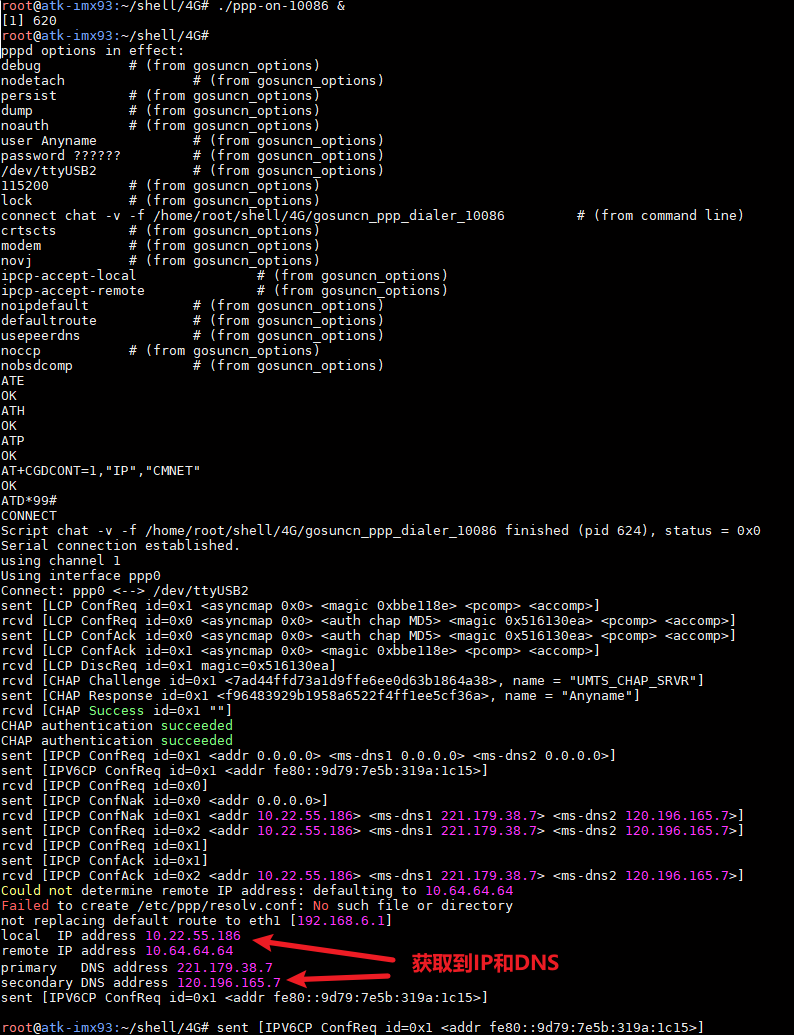 root@atk-imx93:~/shell/4G# ./ppp-on-10086 &
[1] 620
root@atk-imx93:~/shell/4G#
pppd options in effect:
debug # (from gosuncn_options)
nodetach # (from gosuncn_options)
persist # (from gosuncn_options)
dump # (from gosuncn_options)
noauth # (from gosuncn_options)
user Anyname # (from gosuncn_options)
password ?????? # (from gosuncn_options)
/dev/ttyUSB2 # (from gosuncn_options)
115200 # (from gosuncn_options)
lock # (from gosuncn_options)
connect chat -v -f /home/root/shell/4G/gosuncn_ppp_dialer_10086 # (from command line)
crtscts # (from gosuncn_options)
modem # (from gosuncn_options)
novj # (from gosuncn_options)
ipcp-accept-local # (from gosuncn_options)
ipcp-accept-remote # (from gosuncn_options)
noipdefault # (from gosuncn_options)
defaultroute # (from gosuncn_options)
usepeerdns # (from gosuncn_options)
noccp # (from gosuncn_options)
nobsdcomp # (from gosuncn_options)
ATE
OK
ATH
OK
ATP
OK
AT+CGDCONT=1,"IP","CMNET"
OK
ATD*99#
CONNECT
Script chat -v -f /home/root/shell/4G/gosuncn_ppp_dialer_10086 finished (pid 624), status = 0x0
Serial connection established.
using channel 1
Using interface ppp0
Connect: ppp0 <--> /dev/ttyUSB2
sent [LCP ConfReq id=0x1 <asyncmap 0x0> <magic 0xbbe118e> <pcomp> <accomp>]
rcvd [LCP ConfReq id=0x0 <asyncmap 0x0> <auth chap MD5> <magic 0x516130ea> <pcomp> <accomp>]
sent [LCP ConfAck id=0x0 <asyncmap 0x0> <auth chap MD5> <magic 0x516130ea> <pcomp> <accomp>]
rcvd [LCP ConfAck id=0x1 <asyncmap 0x0> <magic 0xbbe118e> <pcomp> <accomp>]
rcvd [LCP DiscReq id=0x1 magic=0x516130ea]
rcvd [CHAP Challenge id=0x1 <7ad44ffd73a1d9ffe6ee0d63b1864a38>, name = "UMTS_CHAP_SRVR"]
sent [CHAP Response id=0x1 <f96483929b1958a6522f4ff1ee5cf36a>, name = "Anyname"]
rcvd [CHAP Success id=0x1 ""]
CHAP authentication succeeded
CHAP authentication succeeded
sent [IPCP ConfReq id=0x1 <addr 0.0.0.0> <ms-dns1 0.0.0.0> <ms-dns2 0.0.0.0>]
sent [IPV6CP ConfReq id=0x1 <addr fe80::9d79:7e5b:319a:1c15>]
rcvd [IPCP ConfReq id=0x0]
sent [IPCP ConfNak id=0x0 <addr 0.0.0.0>]
rcvd [IPCP ConfNak id=0x1 <addr 10.22.55.186> <ms-dns1 221.179.38.7> <ms-dns2 120.196.165.7>]
sent [IPCP ConfReq id=0x2 <addr 10.22.55.186> <ms-dns1 221.179.38.7> <ms-dns2 120.196.165.7>]
rcvd [IPCP ConfReq id=0x1]
sent [IPCP ConfAck id=0x1]
rcvd [IPCP ConfAck id=0x2 <addr 10.22.55.186> <ms-dns1 221.179.38.7> <ms-dns2 120.196.165.7>]
Could not determine remote IP address: defaulting to 10.64.64.64
Failed to create /etc/ppp/resolv.conf: No such file or directory
not replacing default route to eth1 [192.168.6.1]
local  IP address 10.22.55.186
remote IP address 10.64.64.64
获取到IP和DNS
primary   DNS address 221.179.38.7
secondary DNS address 120.196.165.7
sent [IPV6CP ConfReq id=0x1 <addr fe80::9d79:7e5b:319a:1c15>]
root@atk-imx93:~/shell/4G# sent [IPV6CP ConfReq id=0x1 <addr fe80::9d79:7e5b:319a:1c15>]